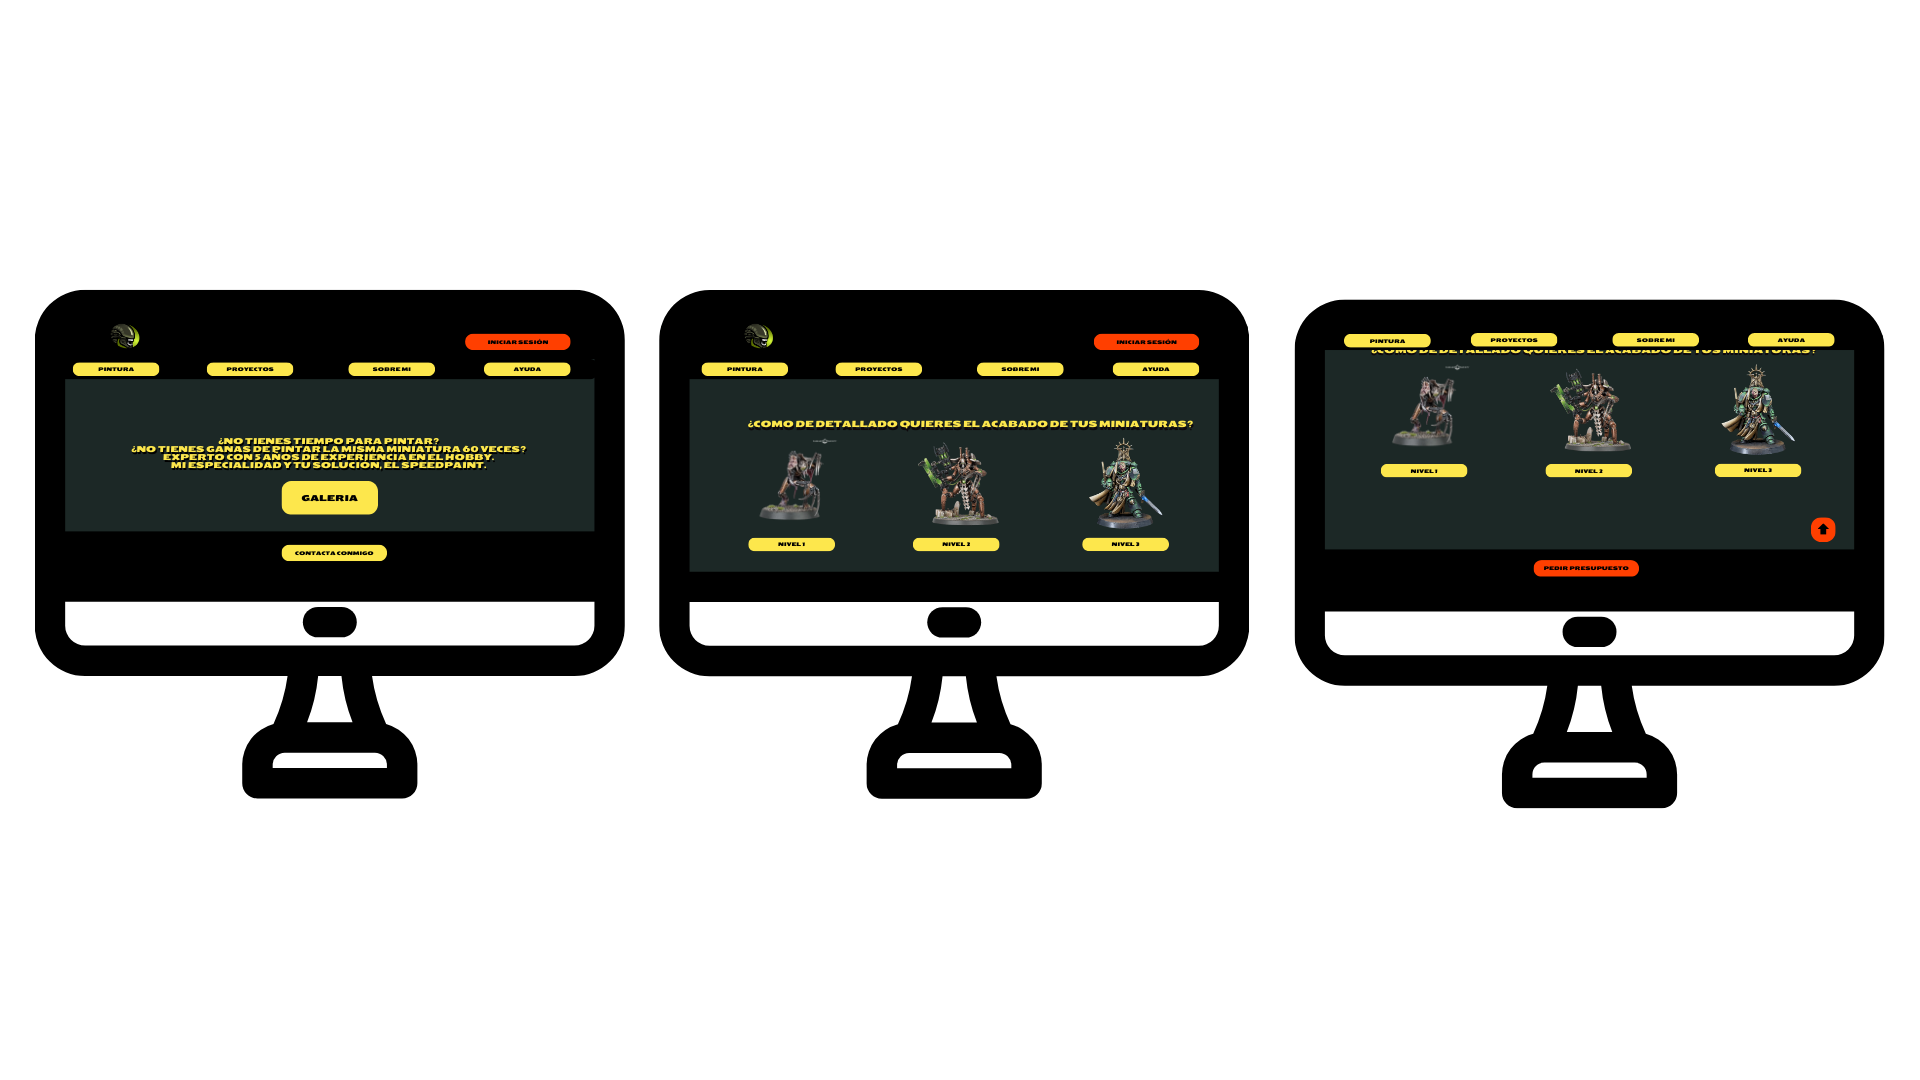 INICIAR SESIÓN
PINTURA
PROYECTOS
SOBRE MI
AYUDA
¿NO TIENES TIEMPO PARA PINTAR?
¿NO TIENES GANAS DE PINTAR LA MISMA MINIATURA 60 VECES?
EXPERTO CON 5 AÑOS DE EXPERIENCIA EN EL HOBBY.
MI ESPECIALIDAD Y TU SOLUCIÓN, EL SPEEDPAINT.
GALERIA
CONTACTA CONMIGO
INICIAR SESIÓN
PINTURA
PROYECTOS
SOBRE MI
AYUDA
¿COMO DE DETALLADO QUIERES EL ACABADO DE TUS MINIATURAS?
NIVEL 1
NIVEL 2
NIVEL 3
PINTURA
PROYECTOS
SOBRE MI
AYUDA
¿COMO DE DETALLADO QUIERES EL ACABADO DE TUS MINIATURAS?
NIVEL 1
NIVEL 2
NIVEL 3
PEDIR PRESUPUESTO